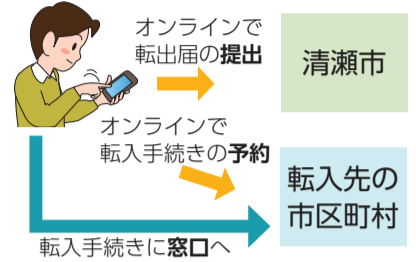 オンラインで
転出届の提出
清瀬市
オンラインで
転入手続きの予約
転入先の
市区町村
転入手続きに窓口へ